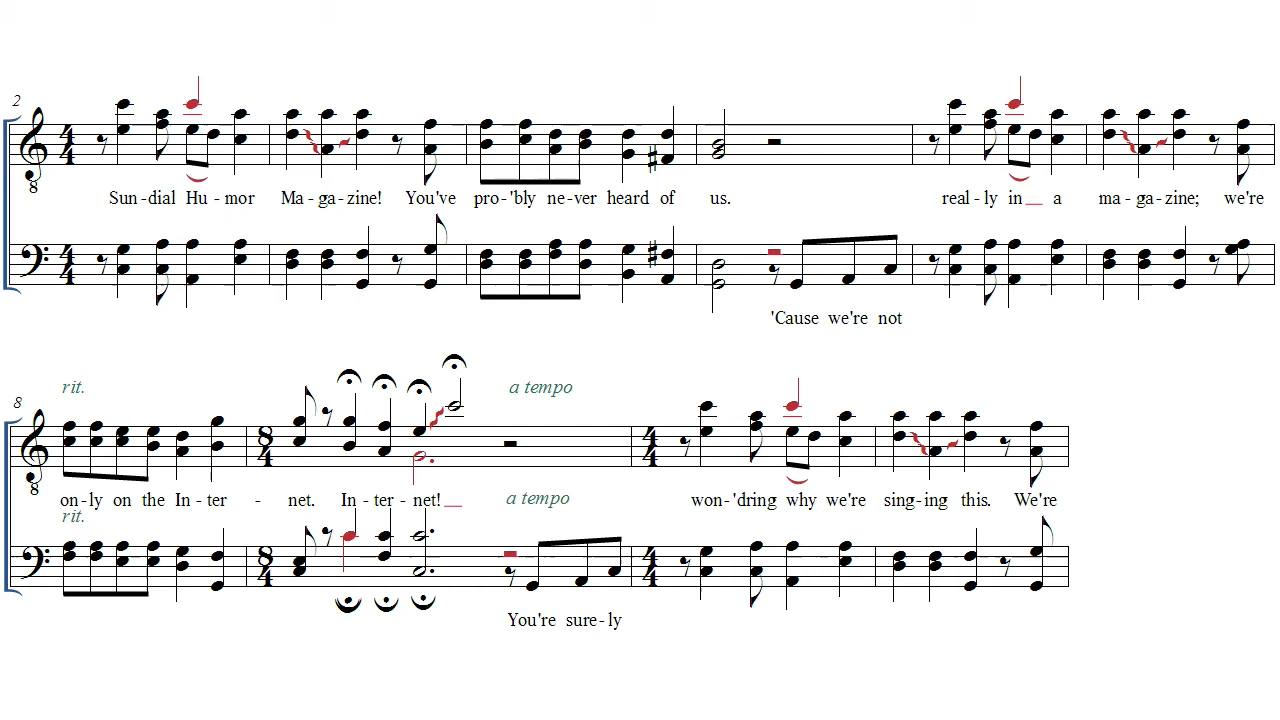 2
Sun-dial Hu-mor Ma-ga-zine! You've pro-'bly ne-ver heard of us. real-ly in__ a ma-ga-zine; we're
'Cause we're not
8
rit. a tempo
on-ly on the In-ter - net. In-ter-net!__ a tempo won-'dring why we're sing-ing this. We're
rit.
You're sure-ly